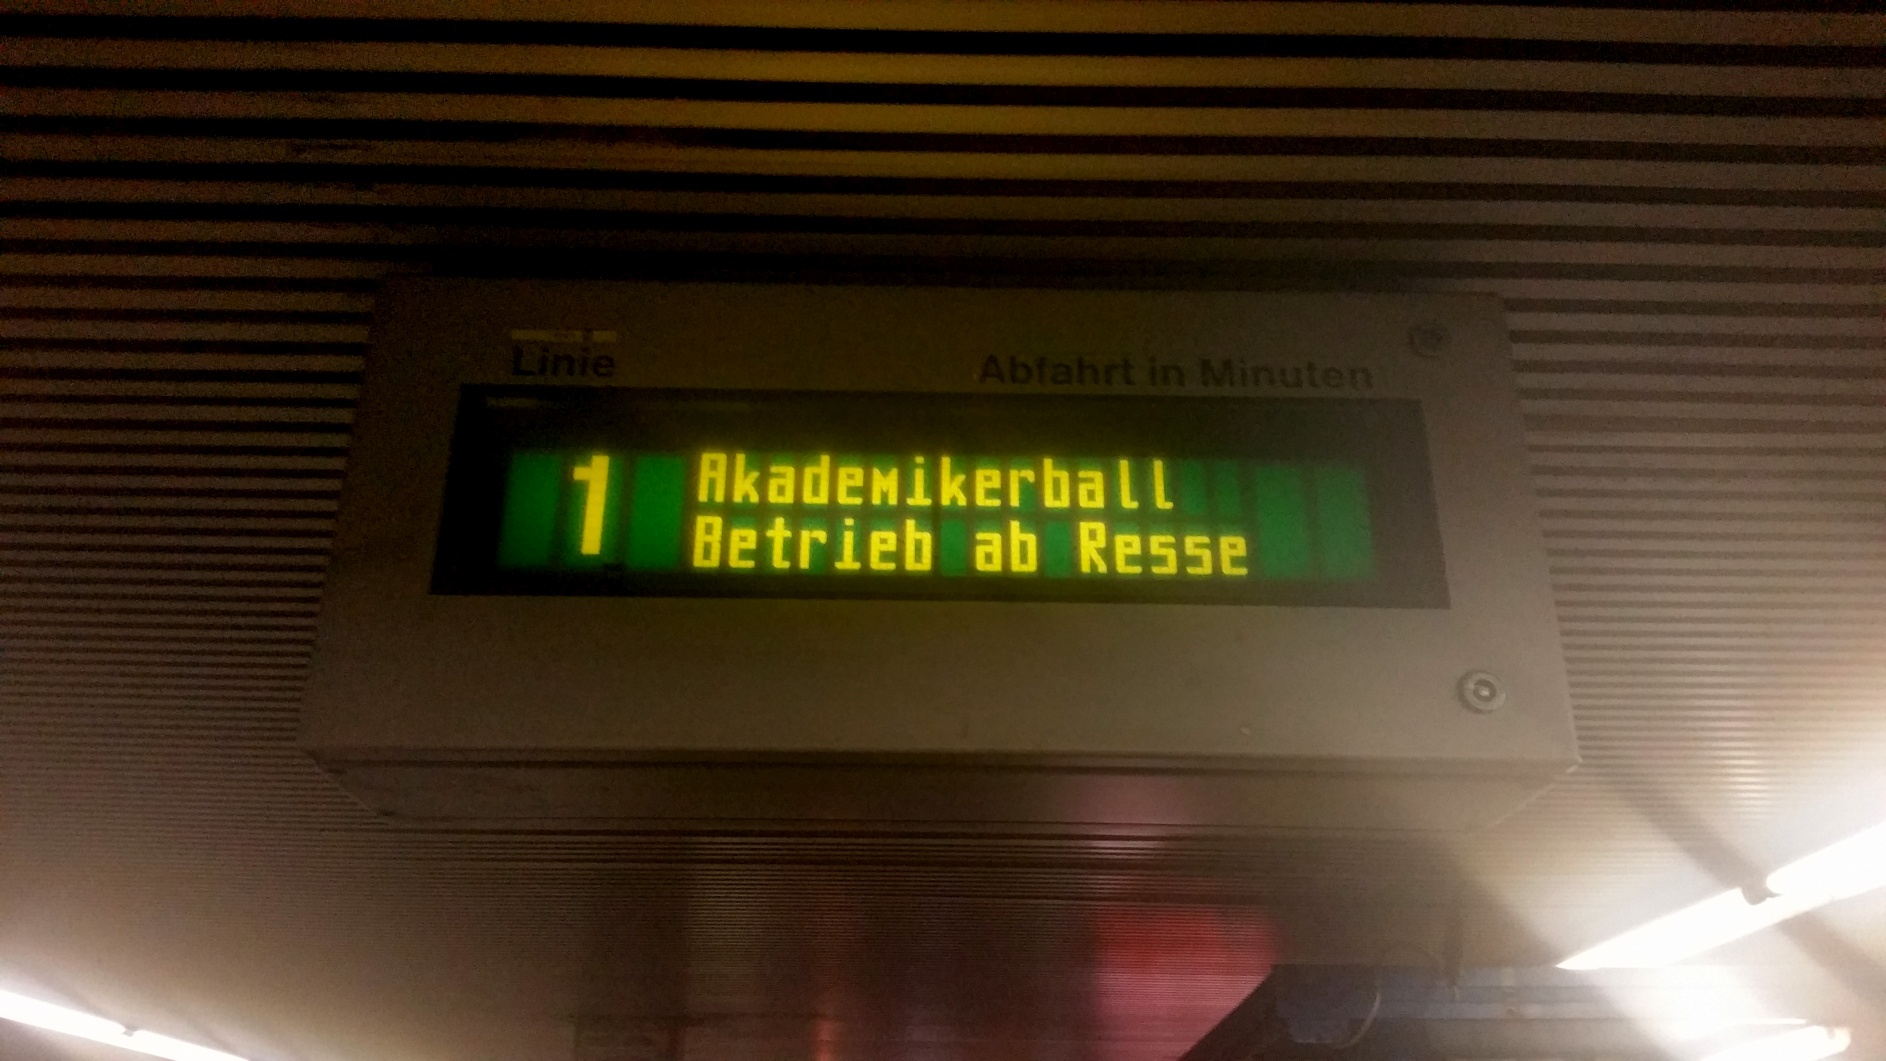 Linie
Abfahrt in Minuten
1
Akademikerball
Betrieb ab Resse